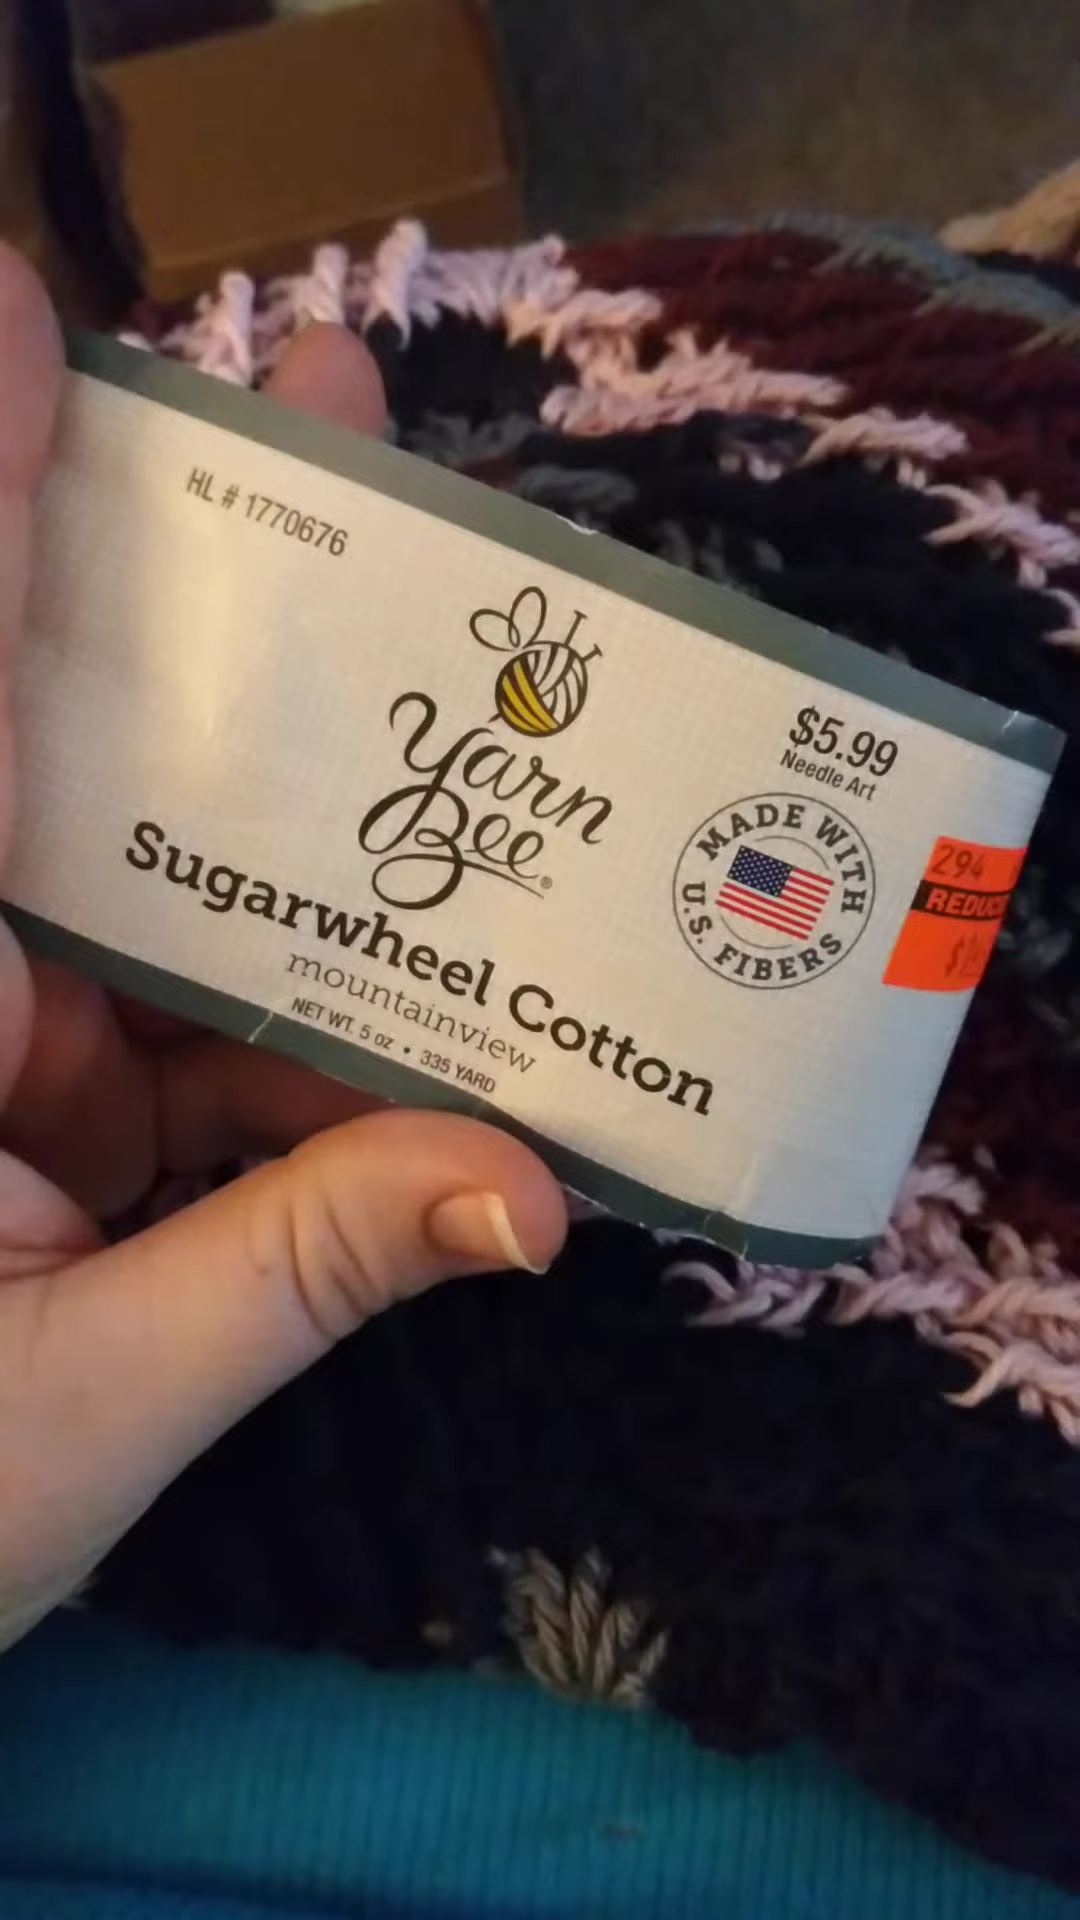 HL # 1770676
Yarn
Bee®
Sugarwheel Cotton
mountainview
NET WT. 5 oz • 335 YARD
$5.99
Needle Art
MADE WITH
U.S. FIBERS
294